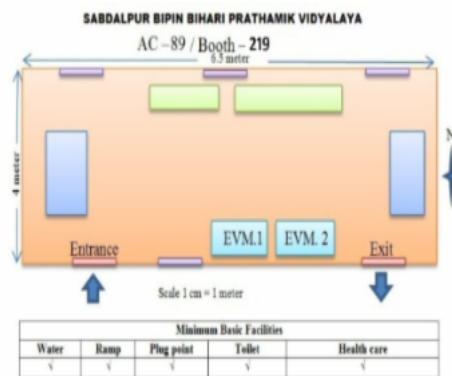 SABDALPUR BIPIN BIHARI PRATHAMIK VIDYALAYA
AC –89 / Booth – 219
6.5 meter
4 meter
N
EVM.1 EVM. 2
Entrance Exit
Scale 1 cm = 1 meter
Minimum Basic Facilities
Water Ramp Plug point Toilet Health care
√ √ √ √ √